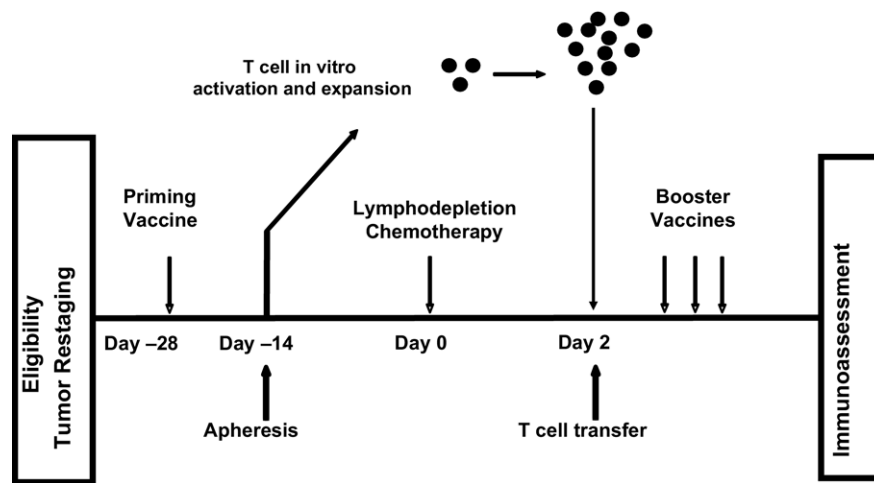 T cell in vitro
activation and expansion
Priming
Vaccine
Lymphodepletion
Chemotherapy
Booster
Vaccines
Eligibility
Tumor Restaging
Day –28
Day –14
Day 0
Day 2
Immunoassessment
Apheresis
T cell transfer